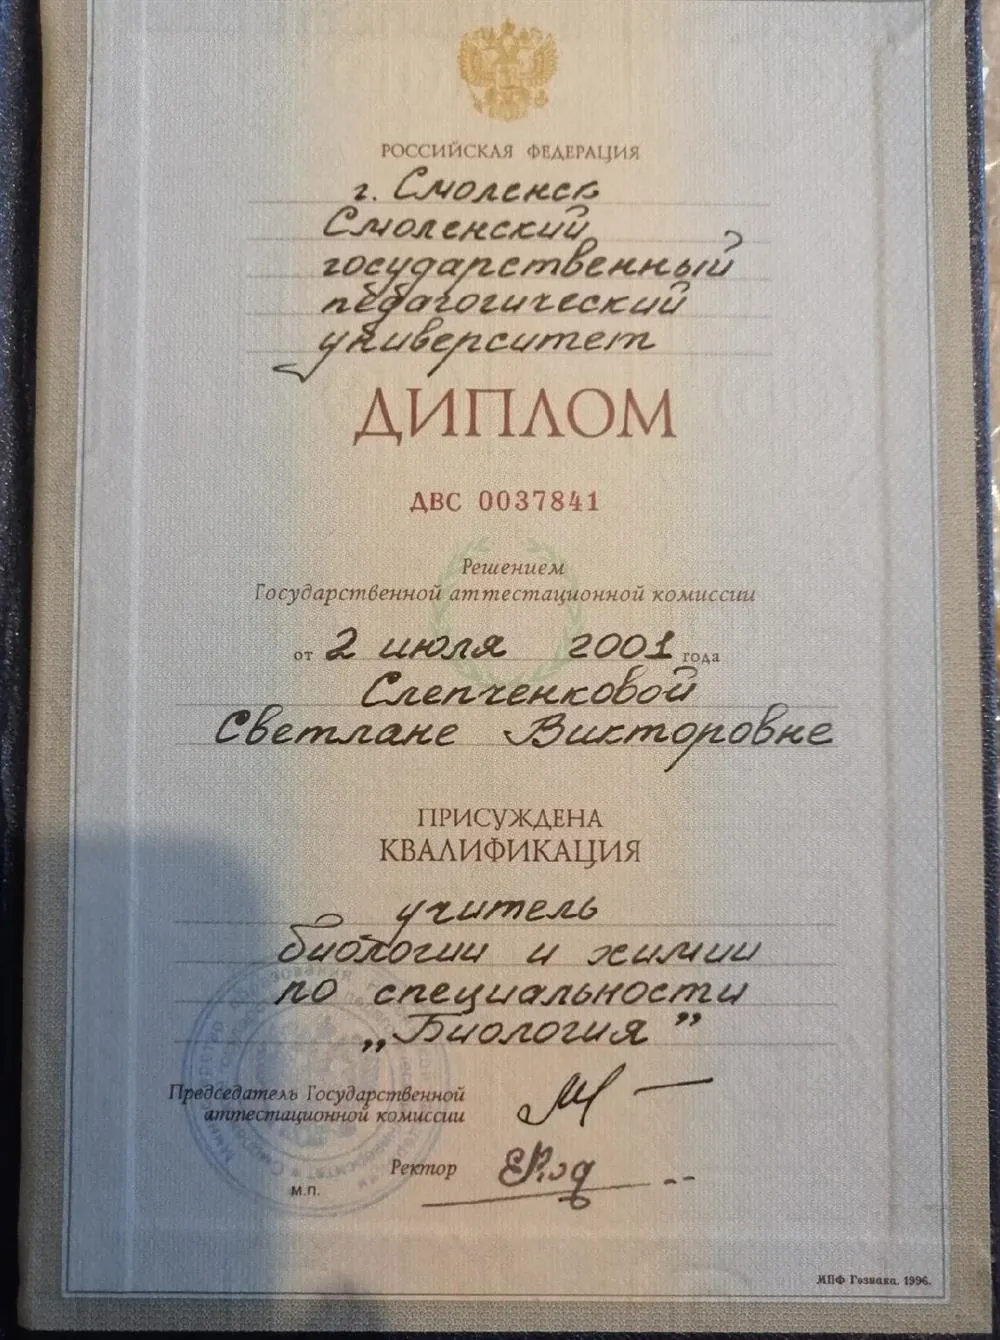 РОССИЙСКАЯ ФЕДЕРАЦИЯ
г. Смоленск
Смоленский
государственный
педагогический
университет
ДИПЛОМ
ДВС 0037841
Решением
Государственной аттестационной комиссии
от 2 июля 2001 года
Слепченковой
Светлане Викторовне
ПРИСУЖДЕНА
КВАЛИФИКАЦИЯ
учитель
биологии и химии
по специальности
„Биология”
Председатель Государственной
аттестационной комиссии
Ректор
м.п.
МПФ Гознака. 1996.